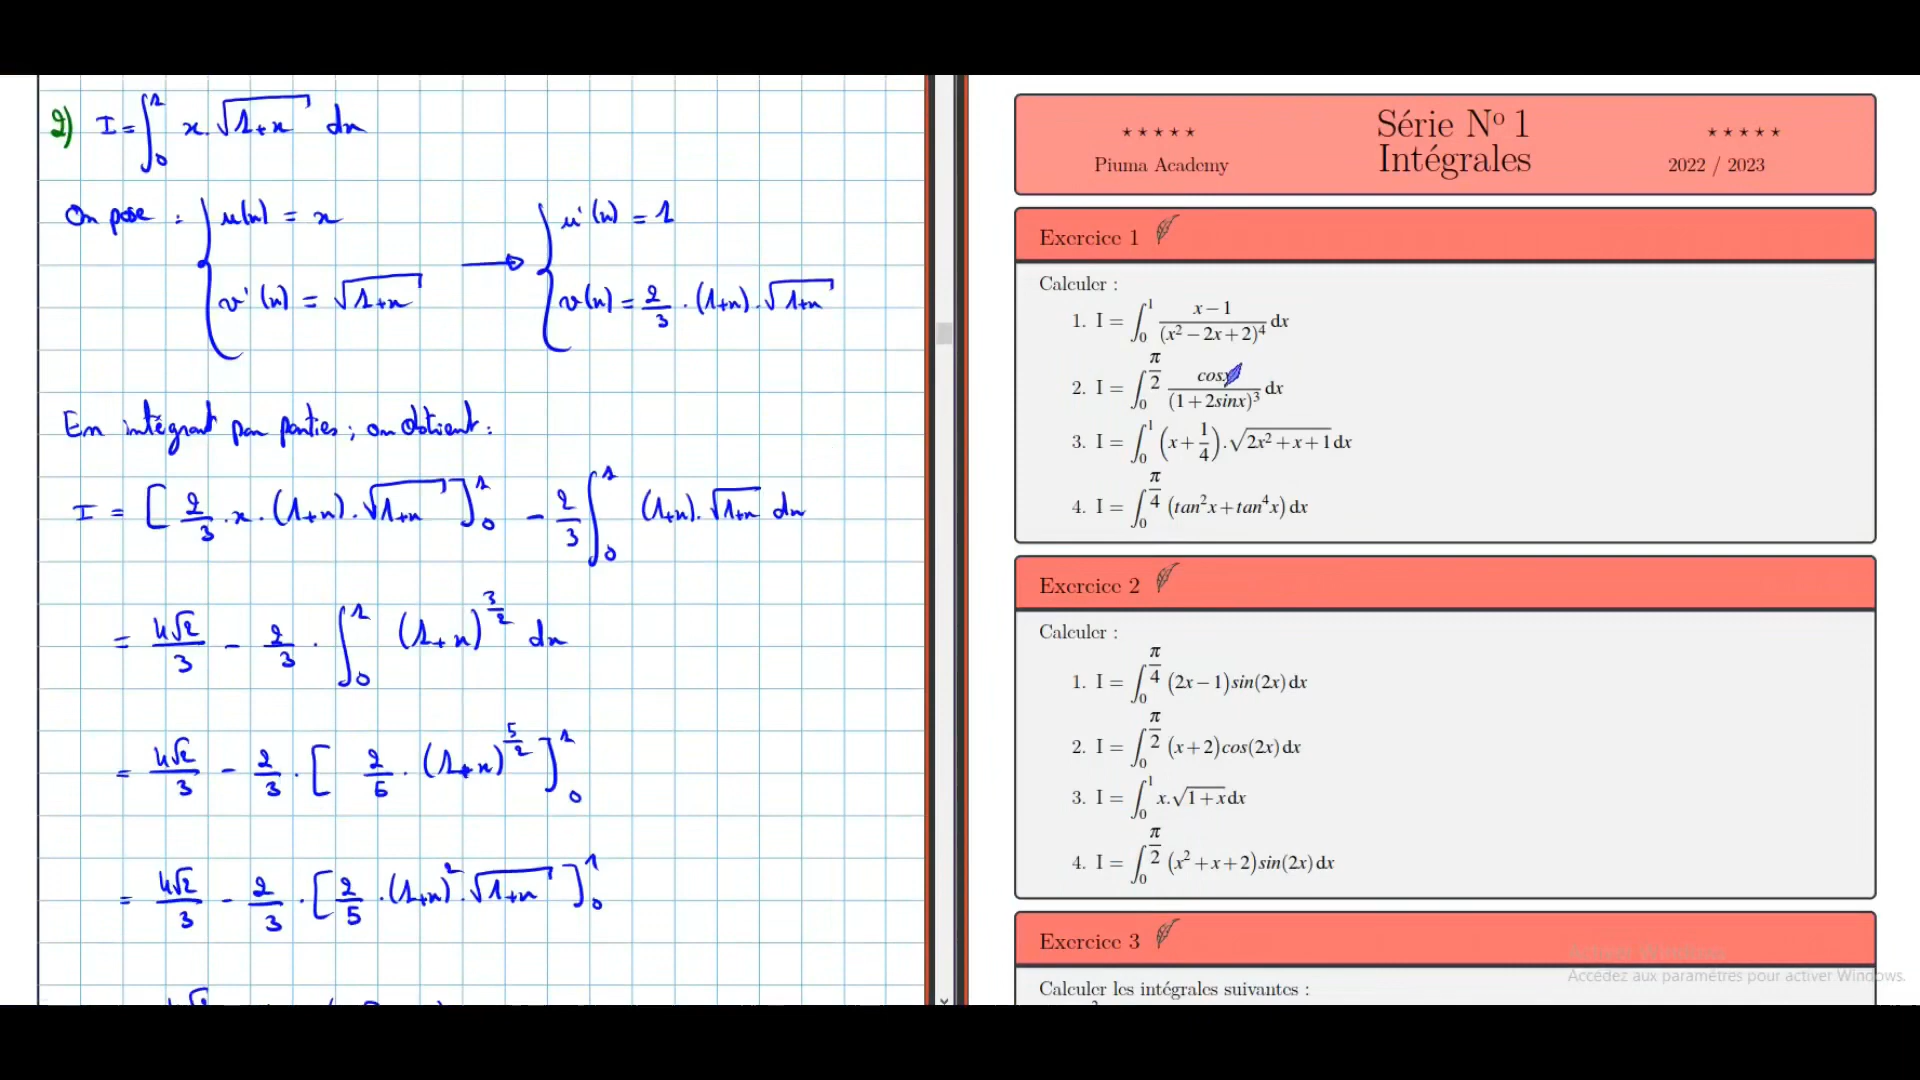 2) I = ∫₀¹ x.√(1+x) dx
On pose : { u(x) = x → { u'(x) = 1
v'(x) = √(1+x) v(x) = 2/3 . (1+x) . √(1+x)
En intégrant par parties ; on obtient :
I = [ 2/3 . x . (1+x) . √(1+x) ]₀¹ - 2/3 ∫₀¹ (1+x) . √(1+x) dx
= 4√2/3 - 2/3 . ∫₀¹ (1+x)^(3/2) dx
= 4√2/3 - 2/3 . [ 2/5 . (1+x)^(5/2) ]₀¹
= 4√2/3 - 2/3 . [ 2/5 . (1+x)² . √(1+x) ]₀¹
★★★★★ Série Nº 1 ★★★★★
Piuma Academy Intégrales 2022 / 2023
Exercice 1
Calculer :
1. I = ∫₀¹ (x−1)/(x²−2x+2)⁴ dx
2. I = ∫₀^(π/2) cosx/(1+2sinx)³ dx
3. I = ∫₀¹ (x+1/4).√(2x²+x+1) dx
4. I = ∫₀^(π/4) (tan²x+tan⁴x) dx
Exercice 2
Calculer :
1. I = ∫₀^(π/4) (2x−1)sin(2x) dx
2. I = ∫₀^(π/2) (x+2)cos(2x) dx
3. I = ∫₀¹ x.√(1+x) dx
4. I = ∫₀^(π/2) (x²+x+2)sin(2x) dx
Exercice 3
Activer Windows
Accédez aux paramètres pour activer Windows.
Calculer les intégrales suivantes :